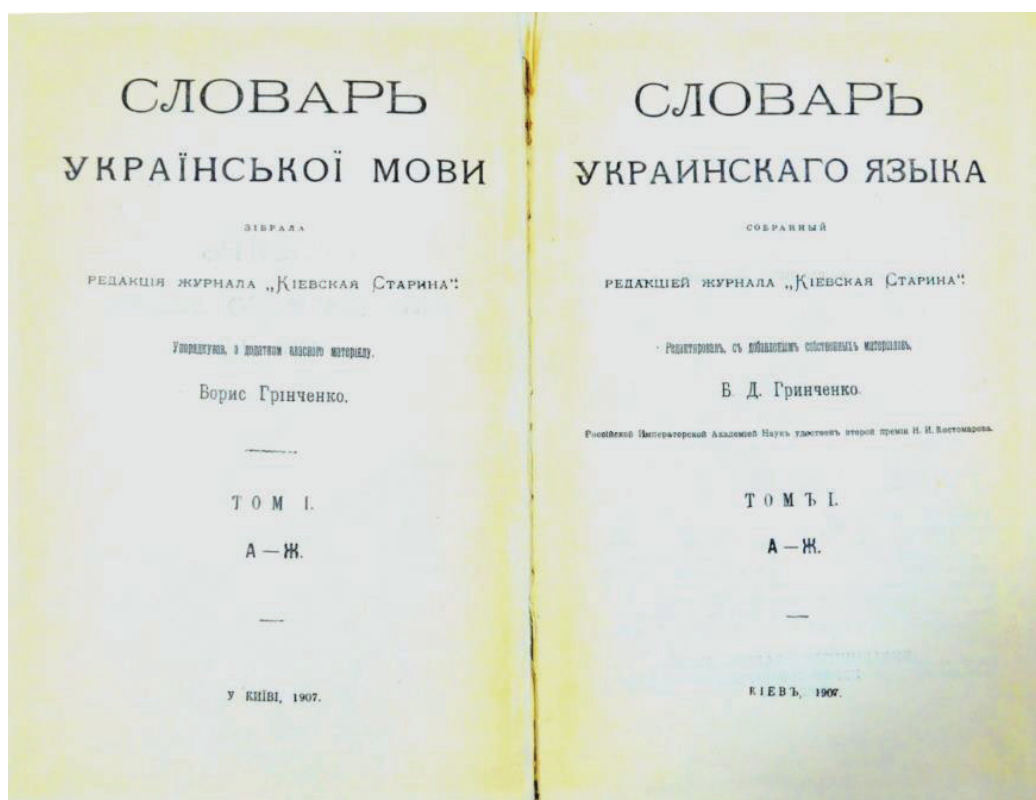 СЛОВАРЬ
УКРАЇНСЬКОЇ МОВИ
ЗІБРАЛА
РЕДАКЦІЯ ЖУРНАЛА „КІЕВСКАЯ СТАРИНА“.
Упорядкував, з додатком власного матеріялу,
Борис Грінченко.
ТОМ I.
А — Ж.
У КИЇВІ, 1907.
СЛОВАРЬ
УКРАИНСКАГО ЯЗЫКА
СОБРАННЫЙ
РЕДАКЦІЕЙ ЖУРНАЛА „КІЕВСКАЯ СТАРИНА“.
Редактировалъ, съ добавленіемъ собственныхъ матеріаловъ,
Б. Д. Гринченко.
Россійской Императорской Академіей Наукъ удостоенъ второй преміи Н. И. Костомарова.
ТОМЪ I.
А — Ж.
КІЕВЪ, 1907.